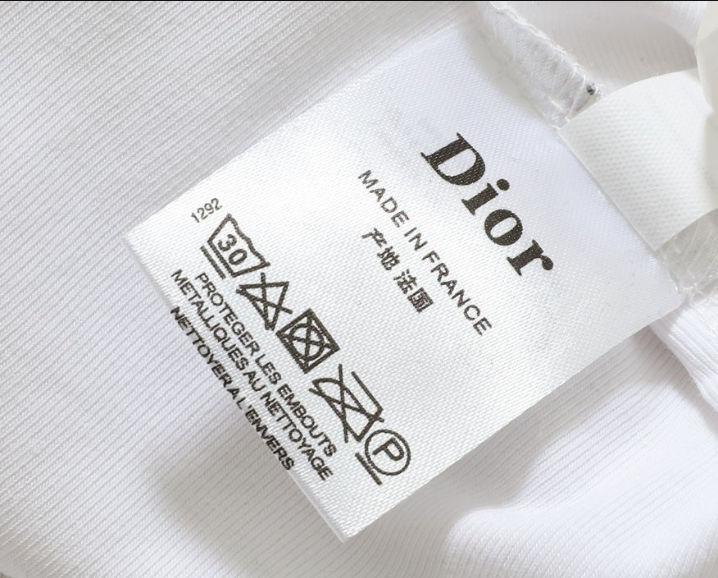 Dior
MADE IN FRANCE
产地 法国
1292
30
P
PROTEGER LES EMBOUTS
METALLIQUES AU NETTOYAGE
NETTOYER A L'ENVERS